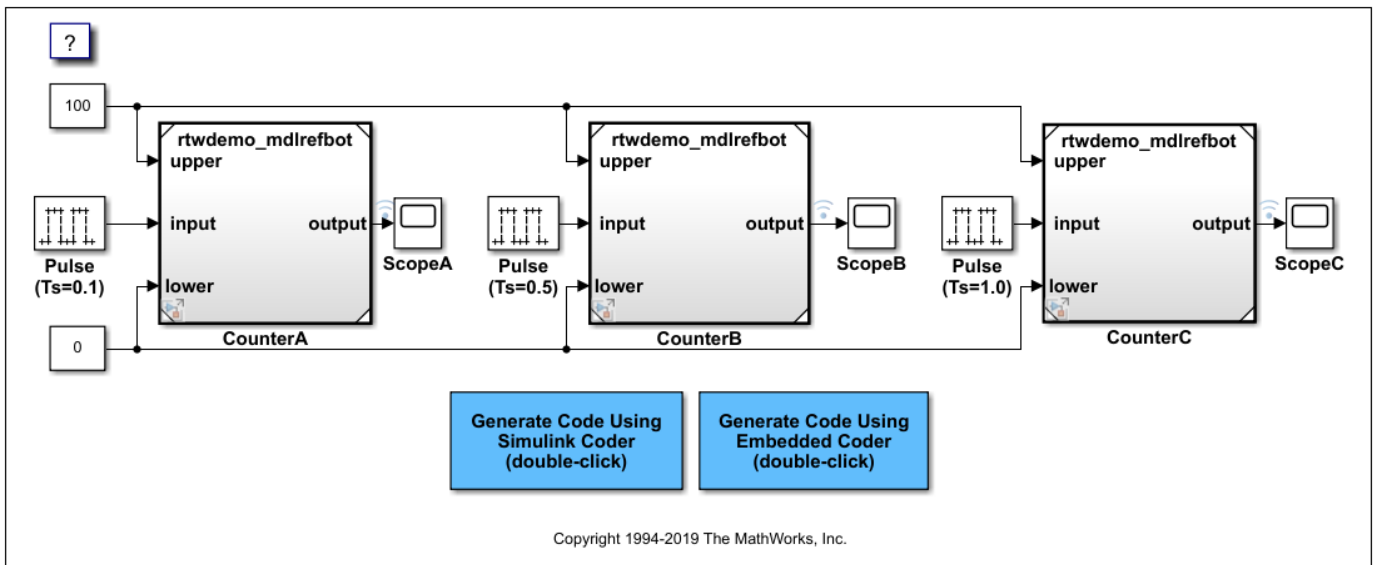 ?
100
rtwdemo_mdlrefbot
upper
input
output
lower
CounterA
Pulse
(Ts=0.1)
ScopeA
rtwdemo_mdlrefbot
upper
input
output
lower
CounterB
Pulse
(Ts=0.5)
ScopeB
rtwdemo_mdlrefbot
upper
input
output
lower
CounterC
Pulse
(Ts=1.0)
ScopeC
0
Generate Code Using
Simulink Coder
(double-click)
Generate Code Using
Embedded Coder
(double-click)
Copyright 1994-2019 The MathWorks, Inc.